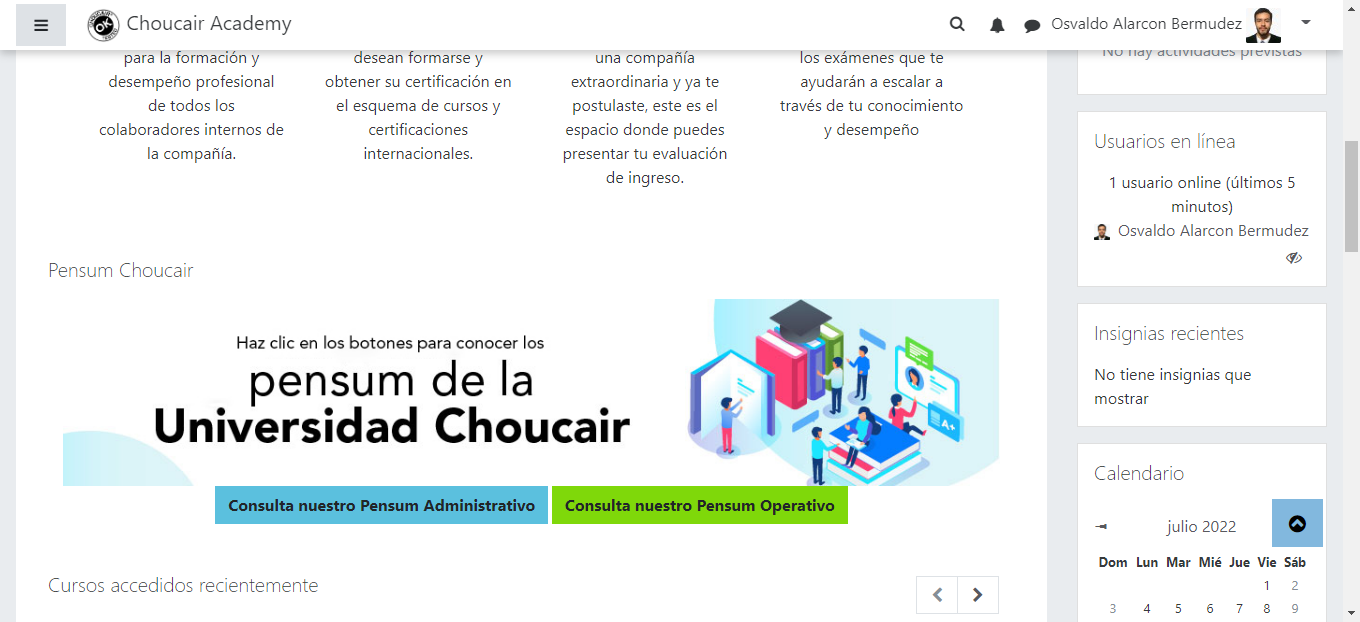 Choucair Academy
Osvaldo Alarcon Bermudez
para la formación y
desempeño profesional
de todos los
colaboradores internos de
la compañía.
desean formarse y
obtener su certificación en
el esquema de cursos y
certificaciones
internacionales.
una compañía
extraordinaria y ya te
postulaste, este es el
espacio donde puedes
presentar tu evaluación
de ingreso.
los exámenes que te
ayudarán a escalar a
través de tu conocimiento
y desempeño
Pensum Choucair
Haz clic en los botones para conocer los
pensum de la
Universidad Choucair
A+
Consulta nuestro Pensum Administrativo
Consulta nuestro Pensum Operativo
Cursos accedidos recientemente
No hay actividades previstas
Usuarios en línea
1 usuario online (últimos 5
minutos)
Osvaldo Alarcon Bermudez
Insignias recientes
No tiene insignias que
mostrar
Calendario
julio 2022
Dom Lun Mar Mié Jue Vie Sáb
1 2
3 4 5 6 7 8 9